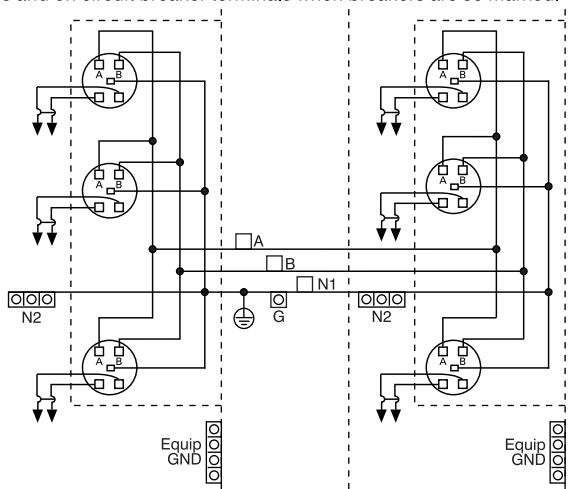 and on circuit breaker terminals when breakers are so marked.
A B
A B
A B
A B
A
B
N1
N2
G
N2
A B
A B
Equip
GND
Equip
GND